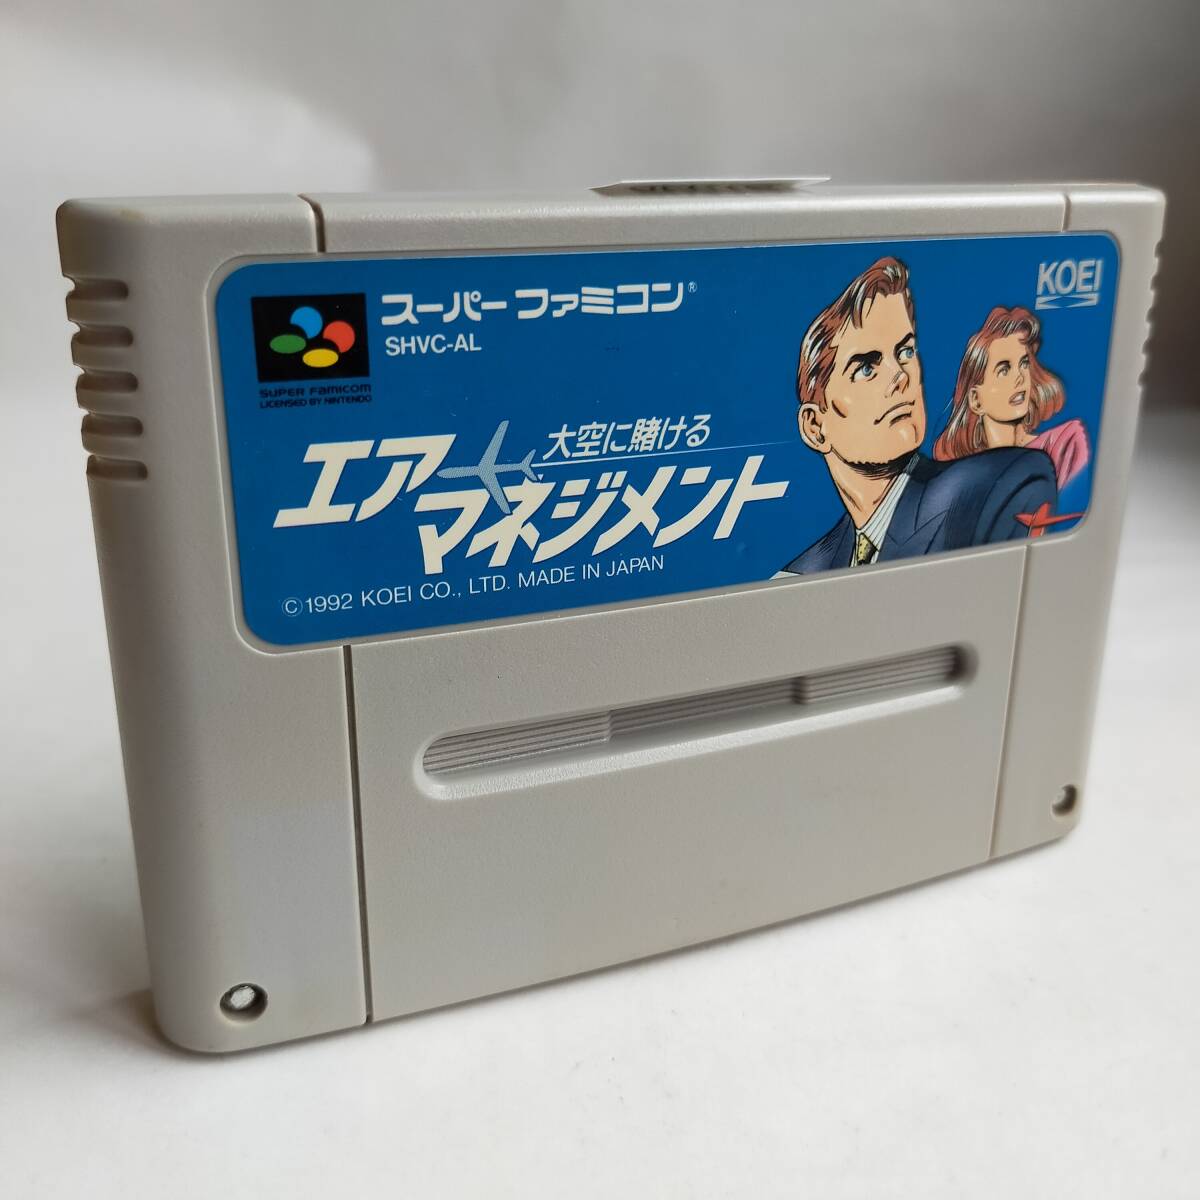 スーパーファミコン®
SHVC-AL
KOEI
SUPER FAMICOM
LICENSED BY NINTENDO
大空に賭ける
エア
マネジメント
©1992 KOEI CO., LTD. MADE IN JAPAN